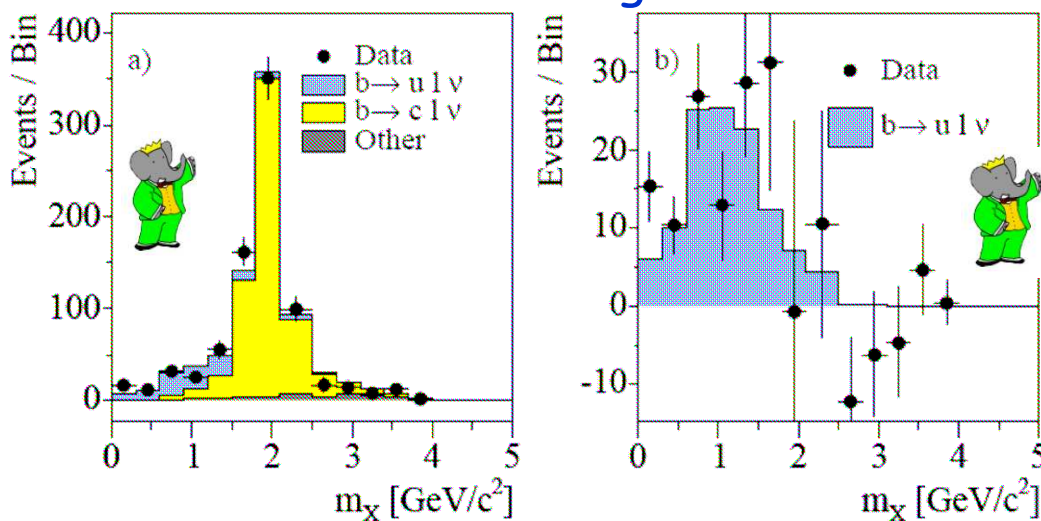 g
400
300
200
100
0
Events / Bin
a)
Data
b→ u l ν
b→ c l ν
Other
0 1 2 3 4 5
m_X [GeV/c²]
30
20
10
0
-10
Events / Bin
b)
Data
b→ u l ν
0 1 2 3 4 5
m_X [GeV/c²]